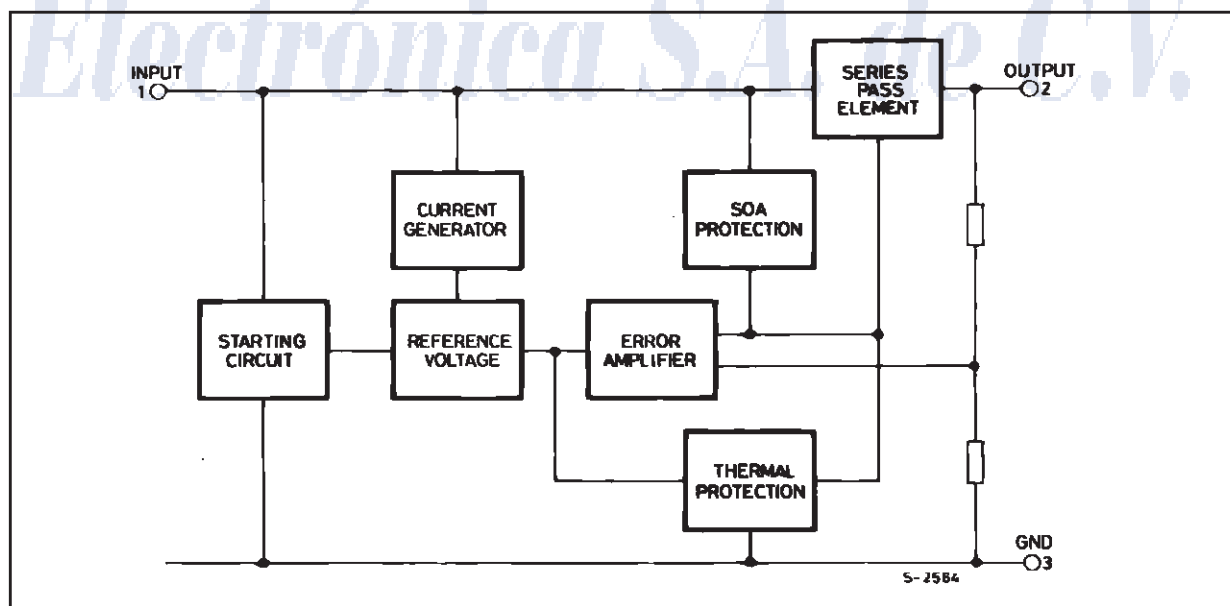 Electrónica S.A. de C.V.
INPUT
1
SERIES
PASS
ELEMENT
OUTPUT
2
CURRENT
GENERATOR
SOA
PROTECTION
STARTING
CIRCUIT
REFERENCE
VOLTAGE
ERROR
AMPLIFIER
THERMAL
PROTECTION
GND
3
S-2564